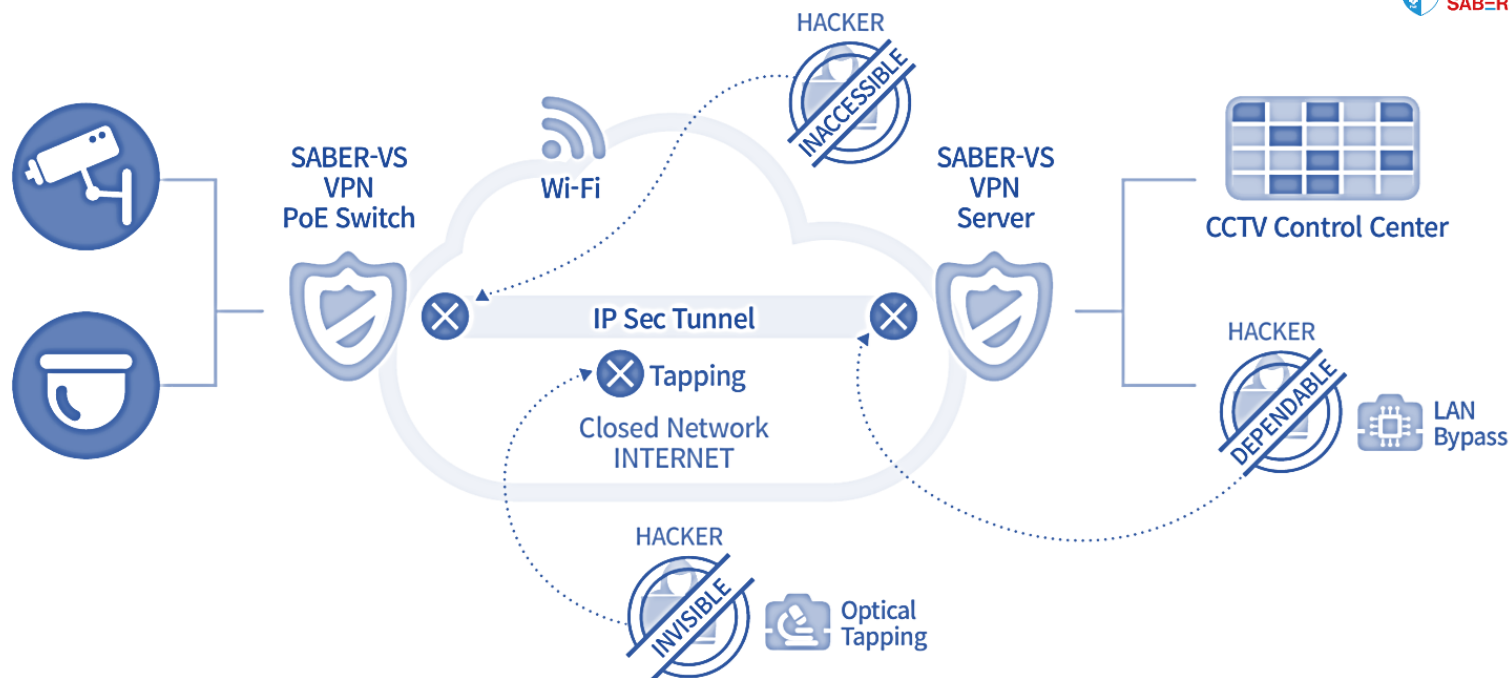 SABER
HACKER
INACCESSIBLE
SABER-VS
VPN
PoE Switch
Wi-Fi
SABER-VS
VPN
Server
CCTV Control Center
IP Sec Tunnel
Tapping
Closed Network
INTERNET
HACKER
DEPENDABLE
LAN
Bypass
HACKER
INVISIBLE
Optical
Tapping